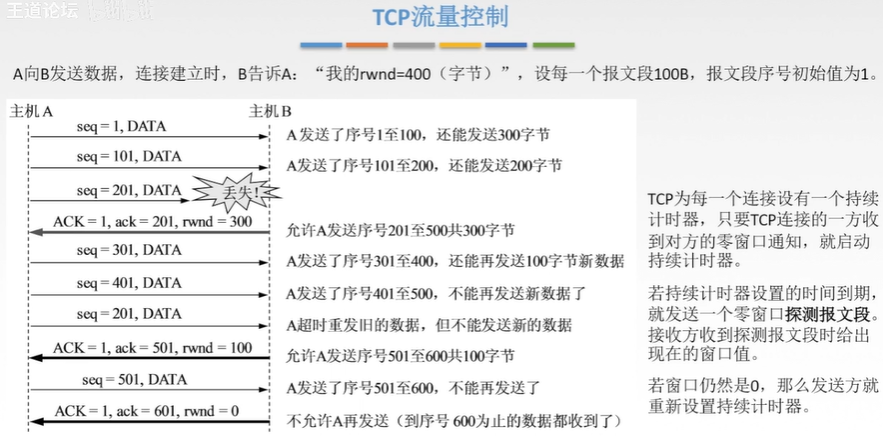 王道论坛
TCP流量控制
A向B发送数据，连接建立时，B告诉A：“我的rwnd=400（字节）”，设每一个报文段100B，报文段序号初始值为1。
主机A
主机B
seq = 1, DATA
A发送了序号1至100，还能发送300字节
seq = 101, DATA
A发送了序号101至200，还能发送200字节
seq = 201, DATA
丢失！
ACK = 1, ack = 201, rwnd = 300
允许A发送序号201至500共300字节
seq = 301, DATA
A发送了序号301至400，还能再发送100字节新数据
seq = 401, DATA
A发送了序号401至500，不能再发送新数据了
seq = 201, DATA
A超时重发旧的数据，但不能发送新的数据
ACK = 1, ack = 501, rwnd = 100
允许A发送序号501至600共100字节
seq = 501, DATA
A发送了序号501至600，不能再发送了
ACK = 1, ack = 601, rwnd = 0
不允许A再发送（到序号600为止的数据都收到了）
TCP为每一个连接设有一个持续
计时器，只要TCP连接的一方收
到对方的零窗口通知，就启动
持续计时器。
若持续计时器设置的时间到期，
就发送一个零窗口探测报文段。
接收方收到探测报文段时给出
现在的窗口值。
若窗口仍然是0，那么发送方就
重新设置持续计时器。